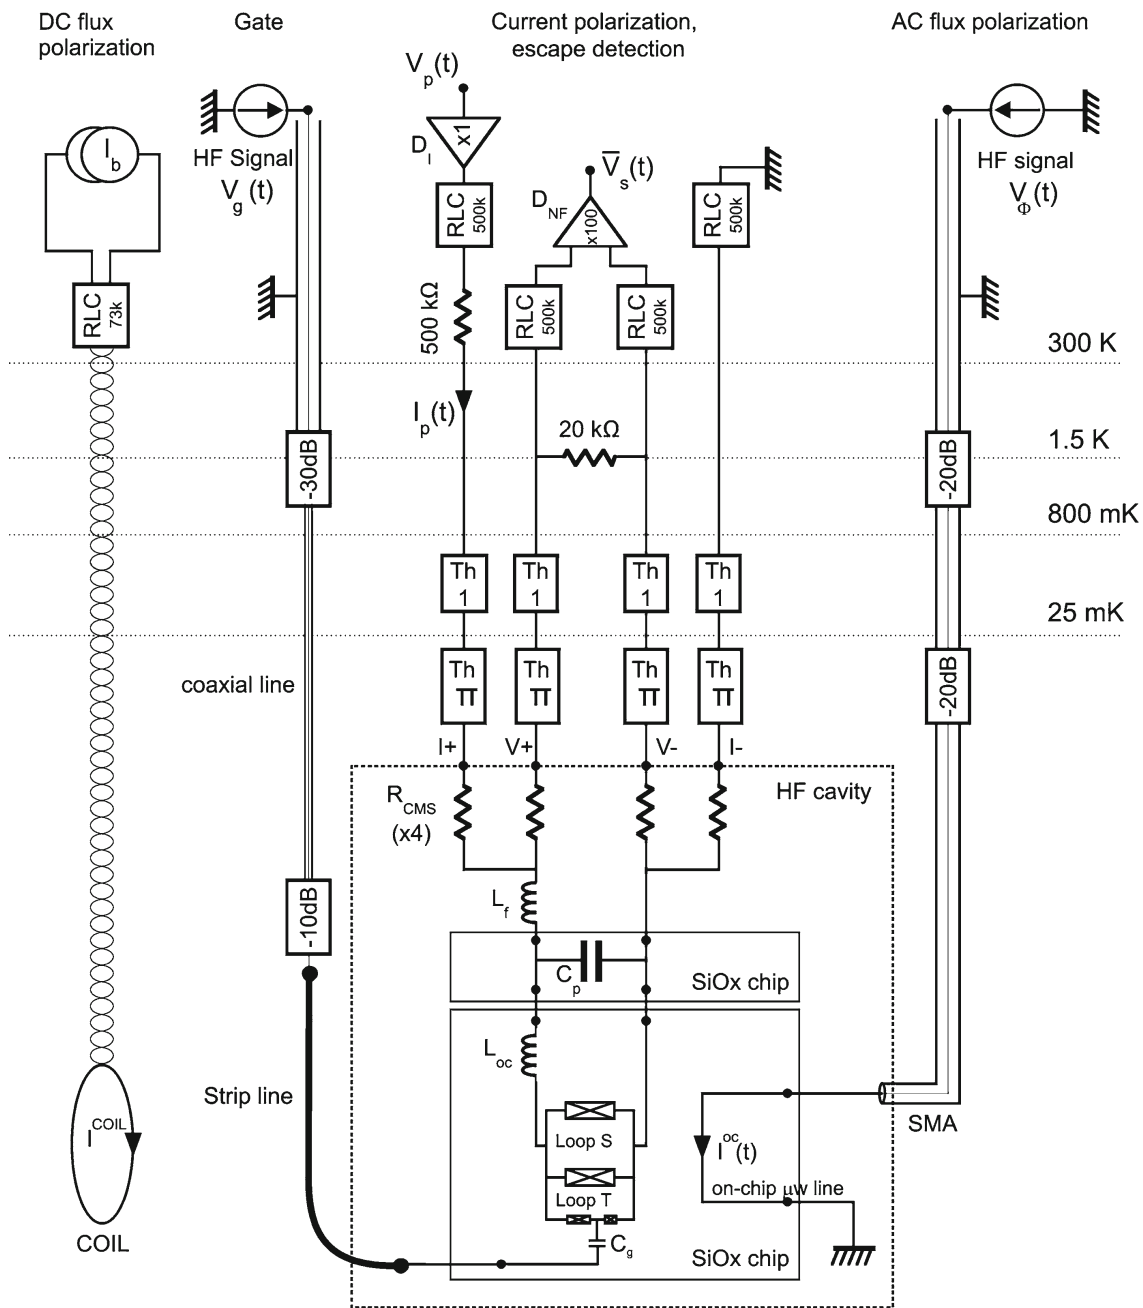 DC flux
polarization
Gate
Current polarization,
escape detection
AC flux polarization
V_p(t)
I_b
HF Signal
V_g(t)
D_I
x1
RLC
500k
D_NF
x100
V̅_s(t)
RLC
500k
HF signal
V_Φ(t)
RLC
73k
500 kΩ
RLC
500k
RLC
500k
300 K
I_p(t)
20 kΩ
1.5 K
-30dB
-20dB
800 mK
Th
1
Th
1
Th
1
Th
1
25 mK
coaxial line
Th
π
Th
π
Th
π
Th
π
-20dB
I+
V+
V-
I-
R_CMS
(x4)
HF cavity
L_f
-10dB
C_p
SiOx chip
L_oc
Strip line
SMA
I^COIL
Loop S
I^oc(t)
Loop T
on-chip μw line
COIL
C_g
SiOx chip